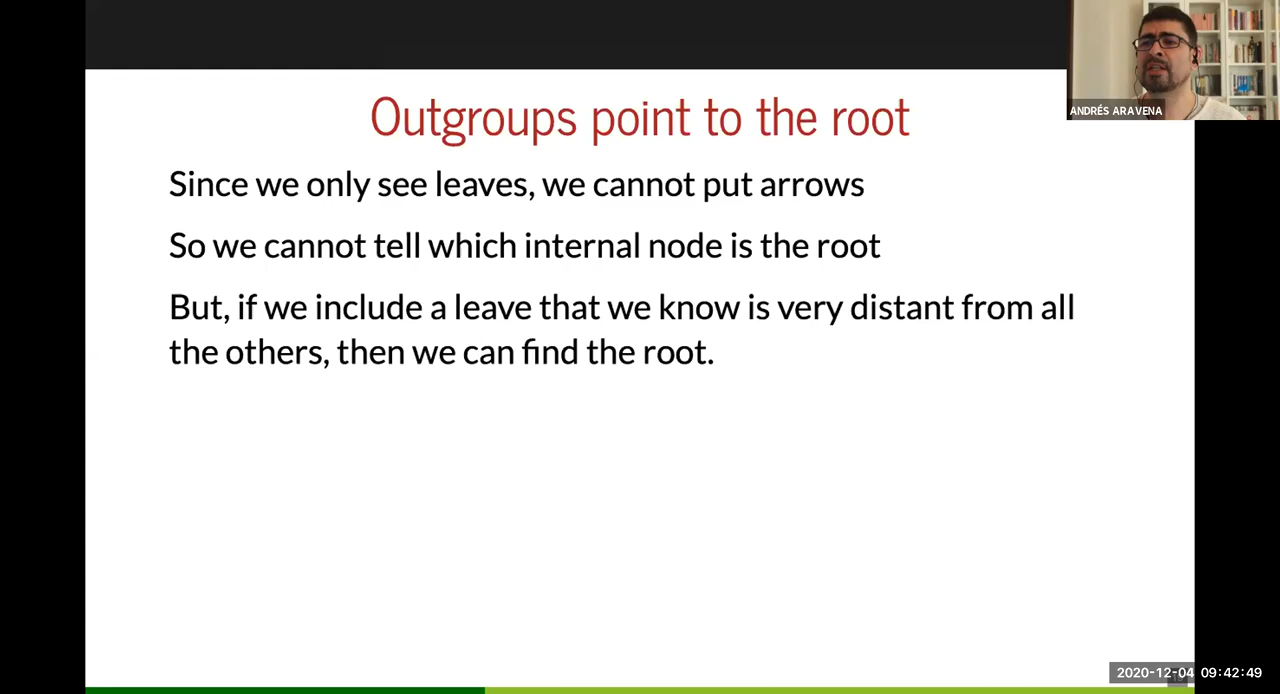 ANDRÉS ARAVENA
Outgroups point to the root
Since we only see leaves, we cannot put arrows
So we cannot tell which internal node is the root
But, if we include a leave that we know is very distant from all
the others, then we can find the root.
2020-12-04 09:42:49